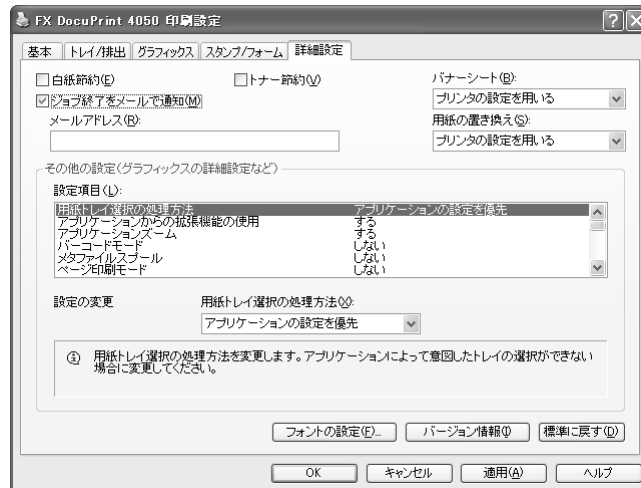 FX DocuPrint 4050 印刷設定
基本 トレイ/排出 グラフィックス スタンプ/フォーム 詳細設定
白紙節約(E) トナー節約(V) バナーシート(B):
プリンタの設定を用いる
ジョブ終了をメールで通知(M)
メールアドレス(R): 用紙の置き換え(S):
プリンタの設定を用いる
その他の設定(グラフィックスの詳細設定など)
設定項目(L):
用紙トレイ選択の処理方法 アプリケーションの設定を優先
アプリケーションからの拡張機能の使用 する
アプリケーションズーム する
バーコードモード しない
メタファイルスプール しない
ページ印刷モード しない
設定の変更 用紙トレイ選択の処理方法(X):
アプリケーションの設定を優先
用紙トレイ選択の処理方法を変更します。アプリケーションによって意図したトレイの選択ができない
場合に変更してください。
フォントの設定(F)... バージョン情報(I) 標準に戻す(D)
OK キャンセル 適用(A) ヘルプ